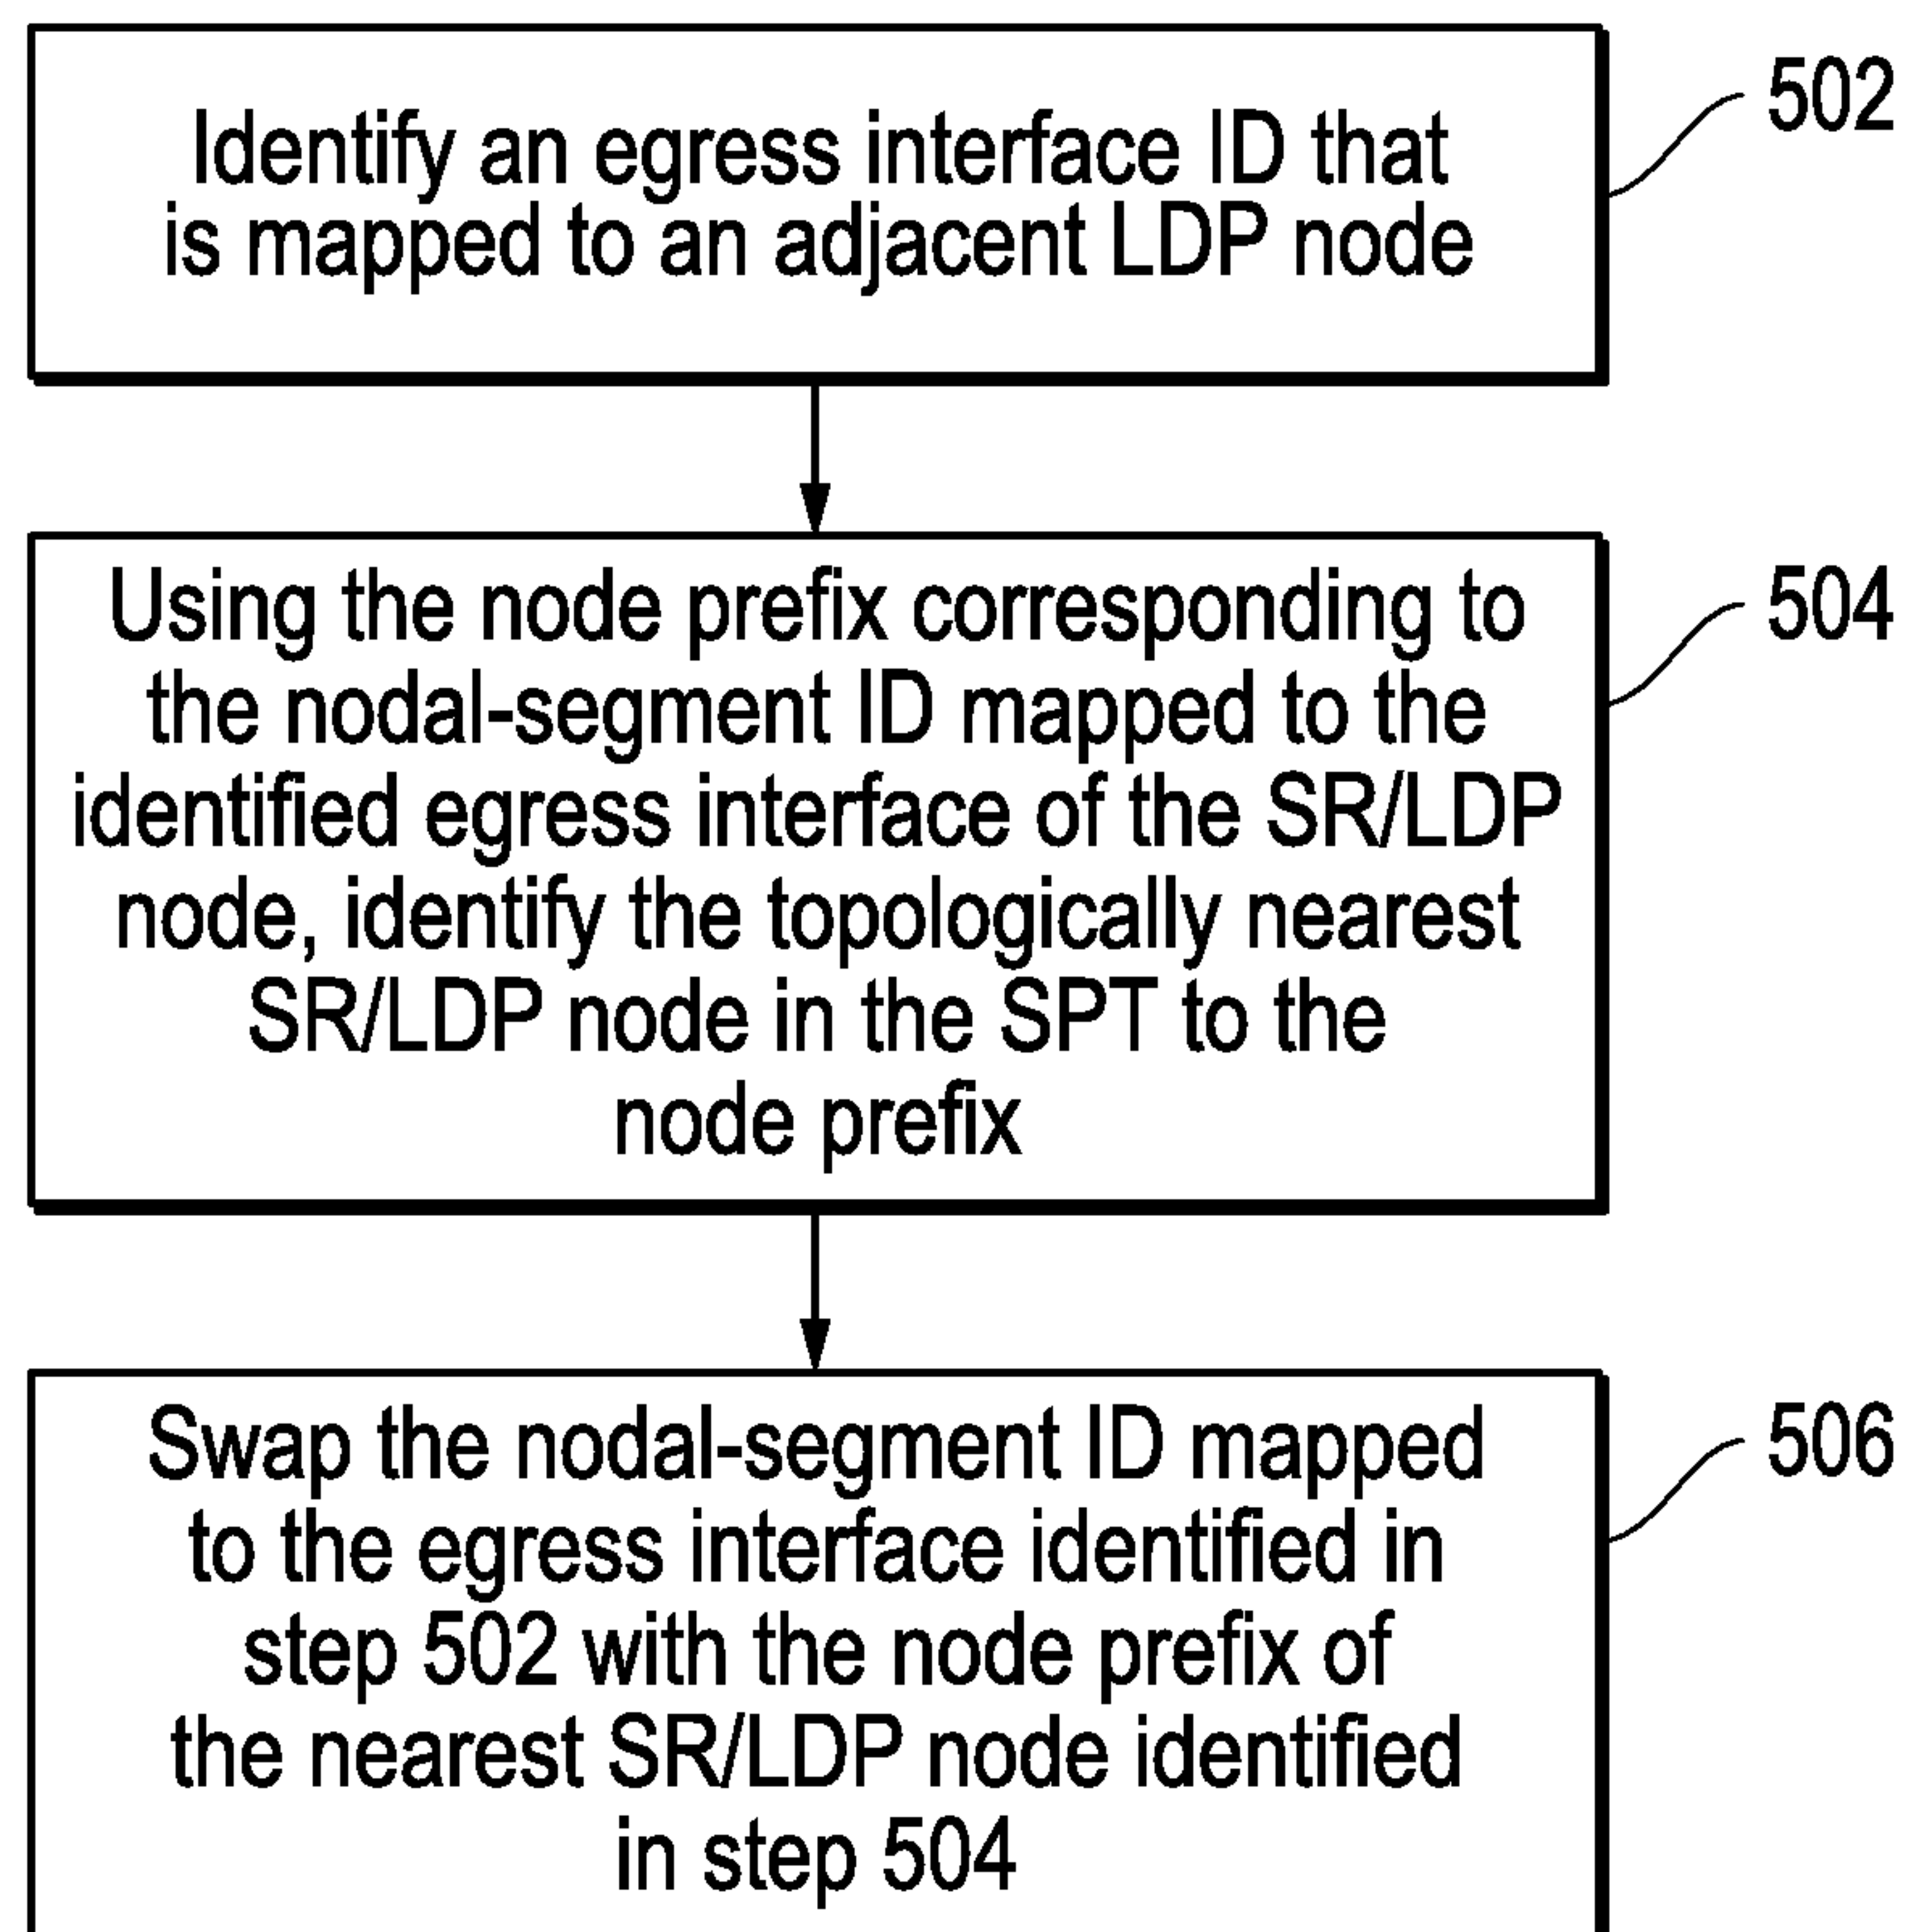 Identify an egress interface ID that
is mapped to an adjacent LDP node
502
Using the node prefix corresponding to
the nodal-segment ID mapped to the
identified egress interface of the SR/LDP
node, identify the topologically nearest
SR/LDP node in the SPT to the
node prefix
504
Swap the nodal-segment ID mapped
to the egress interface identified in
step 502 with the node prefix of
the nearest SR/LDP node identified
in step 504
506